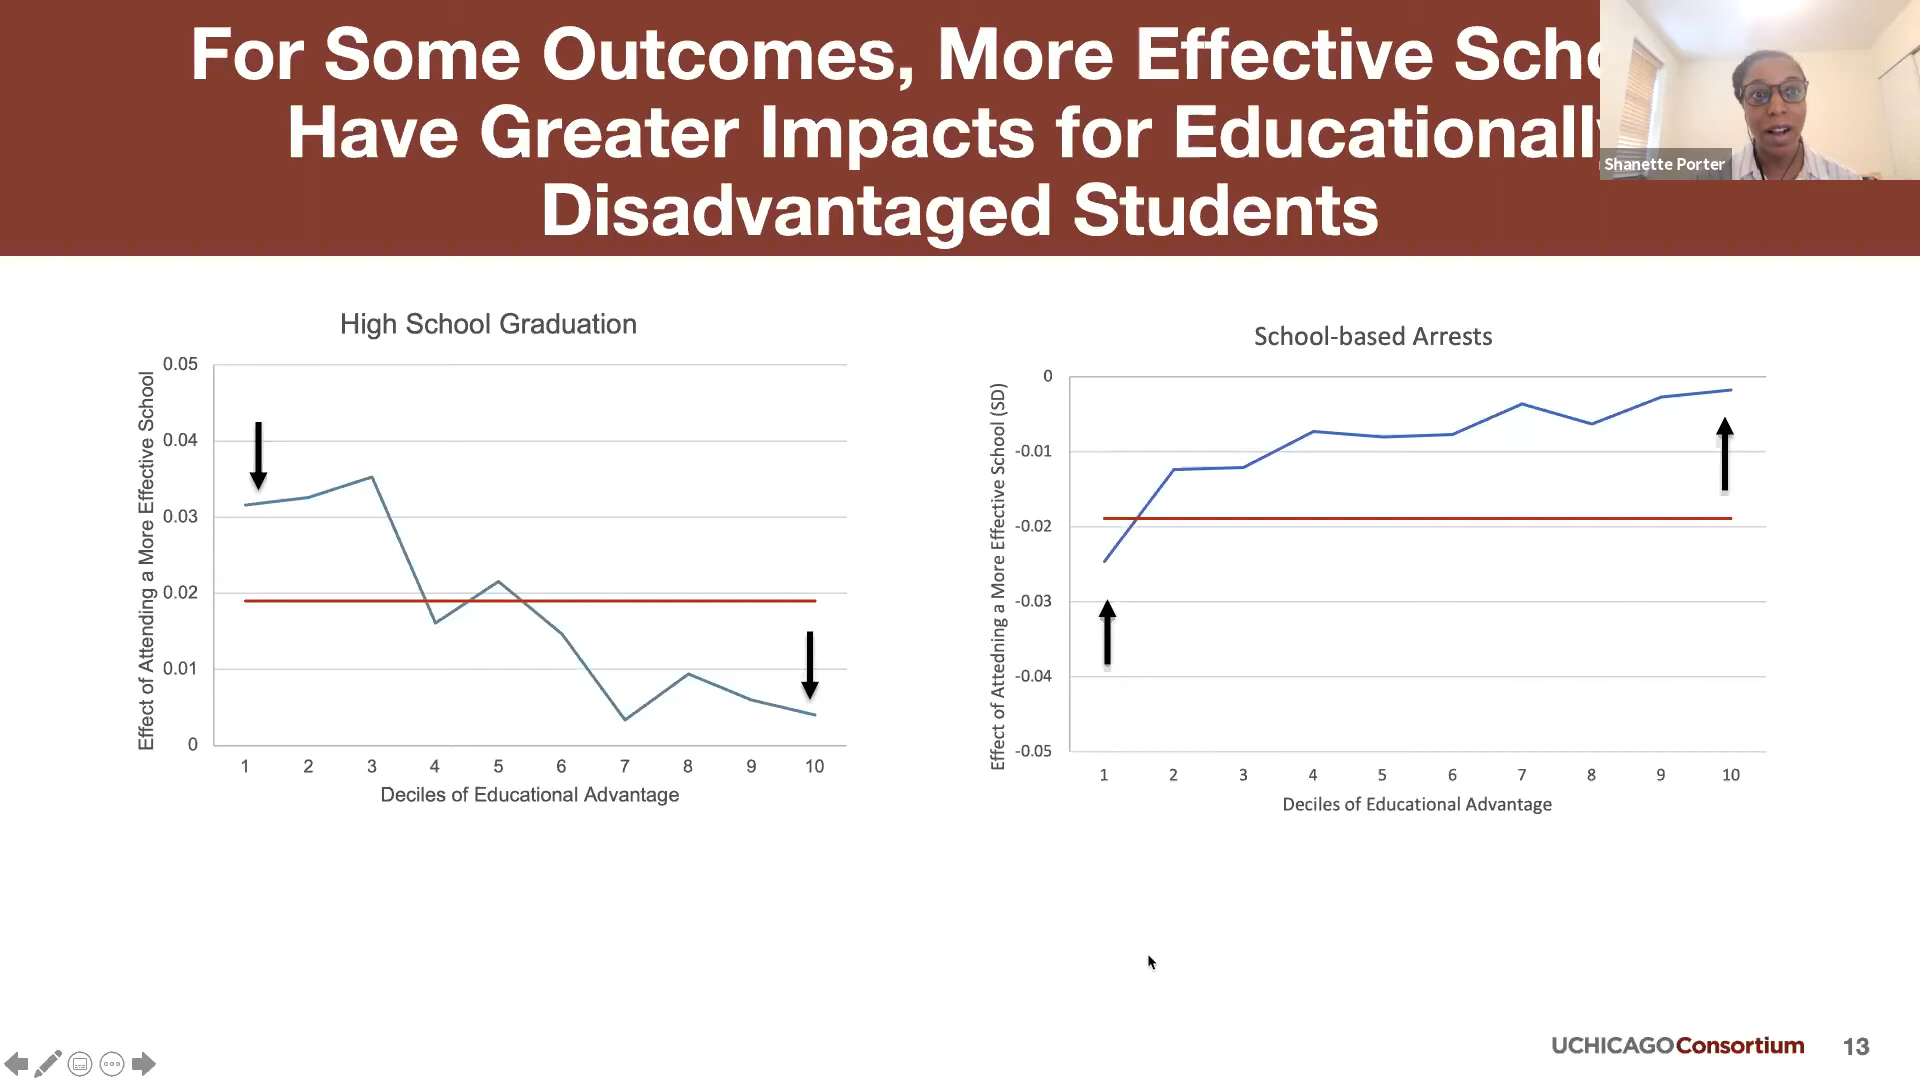 For Some Outcomes, More Effective Scho
Have Greater Impacts for Educationally
Disadvantaged Students
Shanette Porter
High School Graduation
Effect of Attending a More Effective School
0.05
0.04
0.03
0.02
0.01
0
1 2 3 4 5 6 7 8 9 10
Deciles of Educational Advantage
School-based Arrests
Effect of Attedning a More Effective School (SD)
0
-0.01
-0.02
-0.03
-0.04
-0.05
1 2 3 4 5 6 7 8 9 10
Deciles of Educational Advantage
UCHICAGO Consortium 13